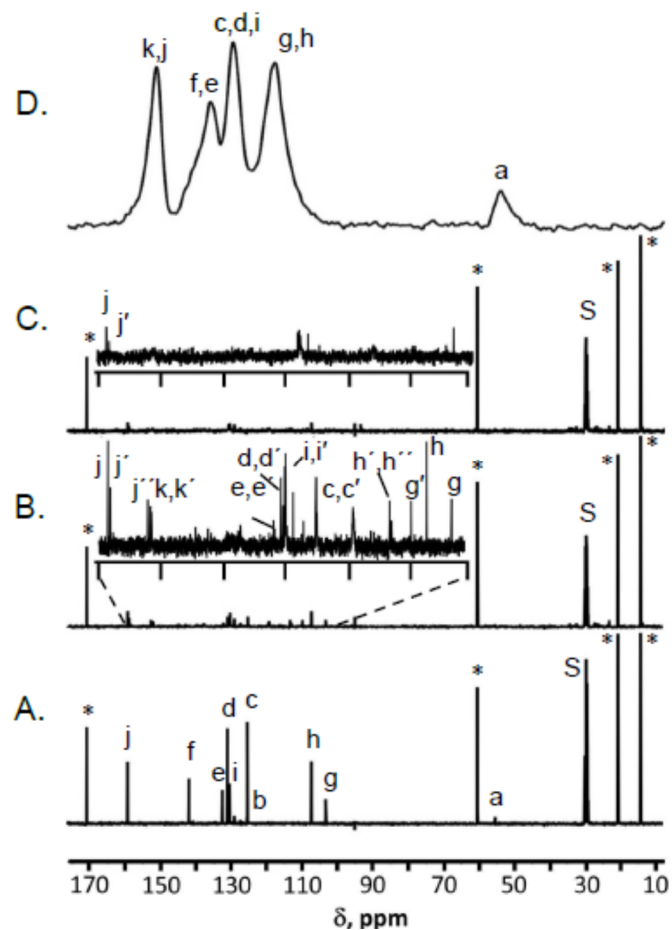 c,d,i
k,j
g,h
f,e
D.
a
* *
*
C.
j
j′
*
S
* *
*
B.
j
j´
j´´
k,k´
e,e´
d,d´
i,i′
c,c′
h´,h´´
g′
h
g
*
S
* *
*
A.
*
j
f
e
d
i
c
b
h
g
*
a
S
170 150 130 110 90 70 50 30 10
δ, ppm